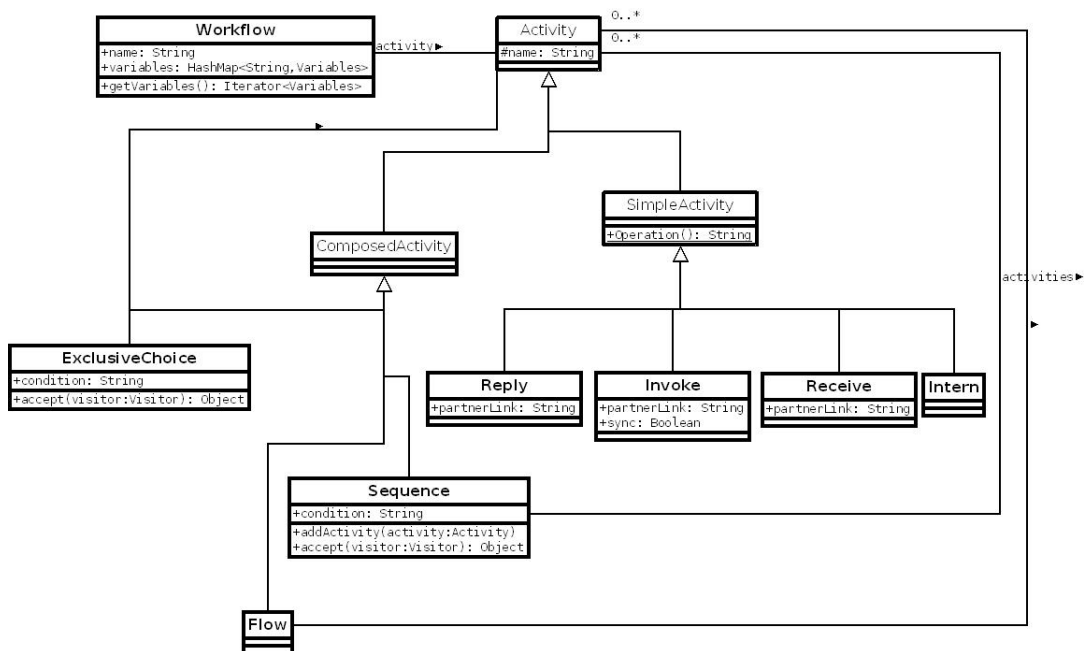 Workflow
+name: String
+variables: HashMap<String,Variables>
+getVariables(): Iterator<Variables>
activity
Activity
#name: String
0..*
0..*
SimpleActivity
+Operation(): String
ComposedActivity
activities
ExclusiveChoice
+condition: String
+accept(visitor:Visitor): Object
Reply
+partnerLink: String
Invoke
+partnerLink: String
+sync: Boolean
Receive
+partnerLink: String
Intern
Sequence
+condition: String
+addActivity(activity:Activity)
+accept(visitor:Visitor): Object
Flow